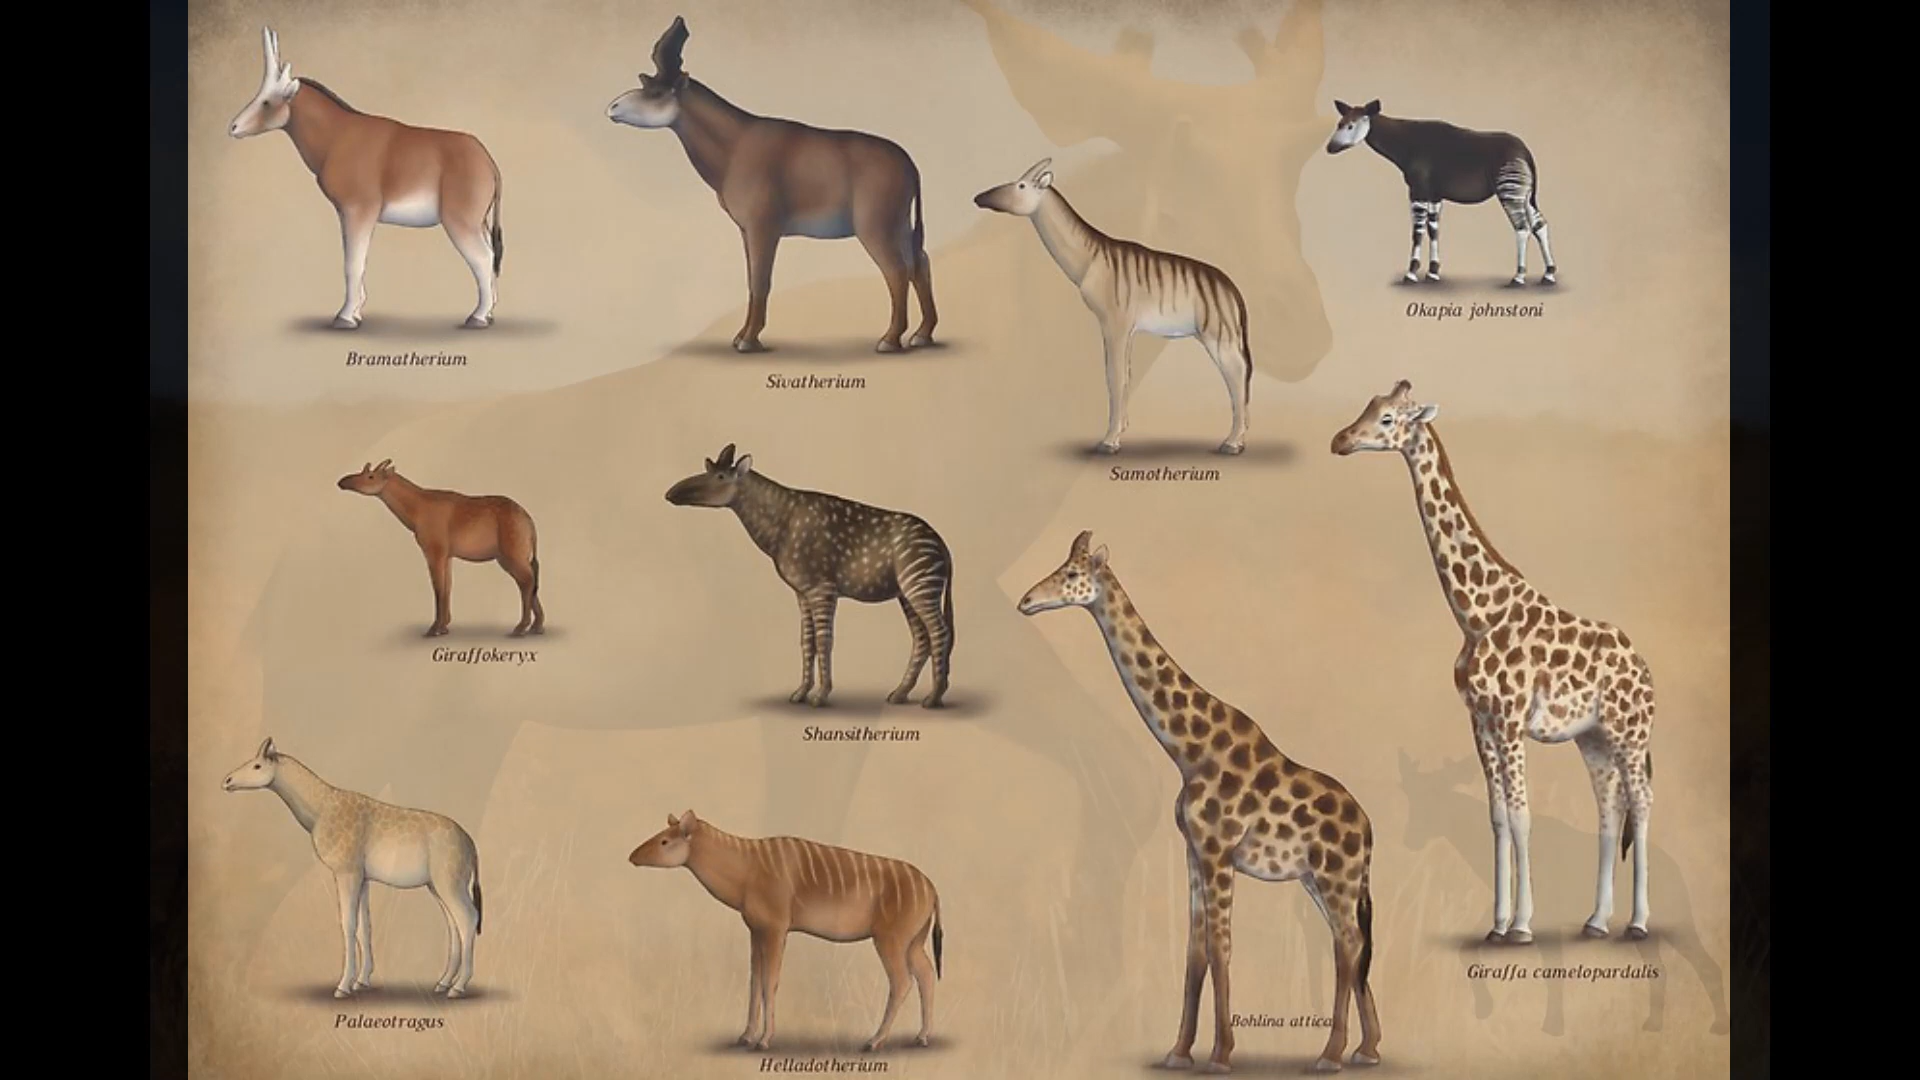 Bramatherium
Sivatherium
Okapia johnstoni
Samotherium
Giraffokeryx
Shansitherium
Giraffa camelopardalis
Palaeotragus
Helladotherium
Bohlina attica